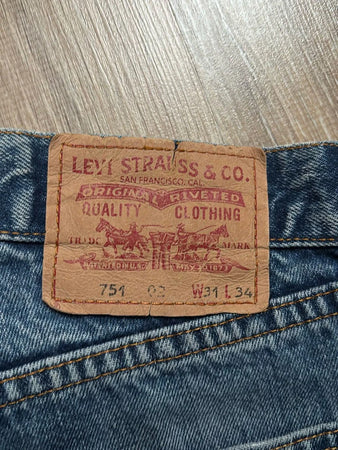 LEVI STRAUSS & CO.
SAN FRANCISCO, CAL.
ORIGINAL RIVETED
QUALITY CLOTHING
TRADE MARK
751 02 W31 L34